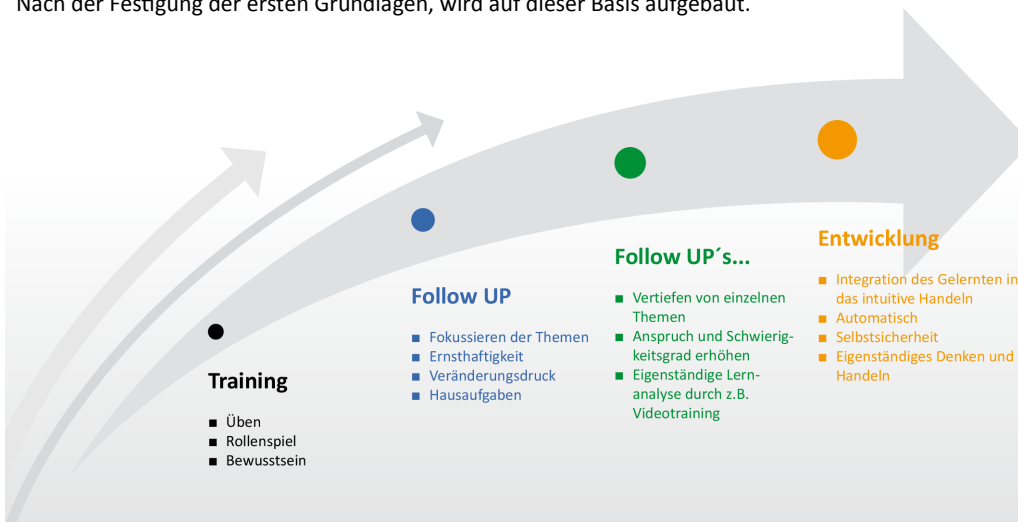 Nach der Festigung der ersten Grundlagen, wird auf dieser Basis aufgebaut.
Training
■ Üben
■ Rollenspiel
■ Bewusstsein
Follow UP
■ Fokussieren der Themen
■ Ernsthaftigkeit
■ Veränderungsdruck
■ Hausaufgaben
Follow UP´s...
■ Vertiefen von einzelnen
Themen
■ Anspruch und Schwierig-
keitsgrad erhöhen
■ Eigenständige Lern-
analyse durch z.B.
Videotraining
Entwicklung
■ Integration des Gelernten in
das intuitive Handeln
■ Automatisch
■ Selbstsicherheit
■ Eigenständiges Denken und
Handeln